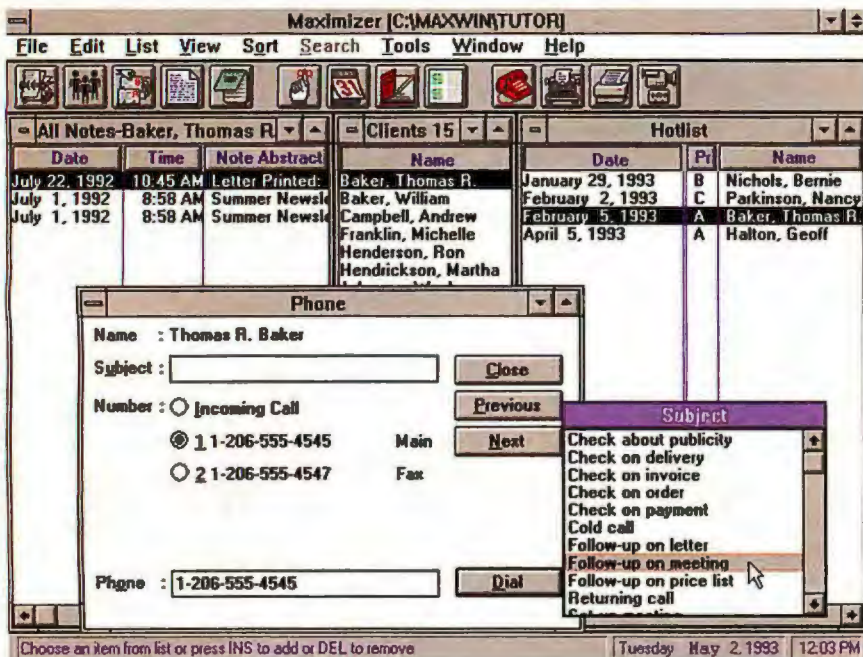 Maximizer [C:\MAXWIN\TUTOR]
File Edit List View Sort Search Tools Window Help
31
All Notes-Baker, Thomas R
Date Time Note Abstract
July 22, 1992 10:45 AM Letter Printed:
July 1, 1992 8:58 AM Summer Newsle
July 1, 1992 8:58 AM Summer Newsle
Clients 15
Name
Baker, Thomas R.
Baker, William
Campbell, Andrew
Franklin, Michelle
Henderson, Ron
Hendrickson, Martha
Hotlist
Date Pri Name
January 29, 1993 B Nichols, Bernie
February 2, 1993 C Parkinson, Nancy
February 5, 1993 A Baker, Thomas R.
April 5, 1993 A Halton, Geoff
Phone
Name : Thomas R. Baker
Subject :
Close
Number : Incoming Call
Previous
1 1-206-555-4545 Main
Next
2 1-206-555-4547 Fax
Phone : 1-206-555-4545
Dial
Subject
Check about publicity
Check on delivery
Check on invoice
Check on order
Check on payment
Cold call
Follow-up on letter
Follow-up on meeting
Follow-up on price list
Returning call
Choose an item from list or press INS to add or DEL to remove
Tuesday May 2,1993 12:03 PM